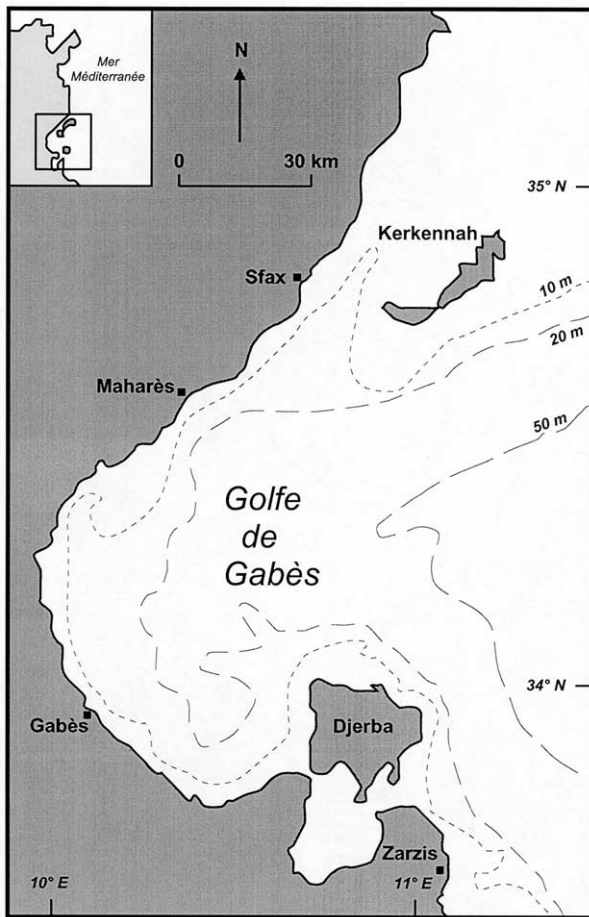 Mer
Méditerranée
N
0
30 km
35° N
Kerkennah
Sfax
10 m
20 m
Maharès
50 m
Golfe
de
Gabès
34° N
Gabès
Djerba
Zarzis
10° E
11° E